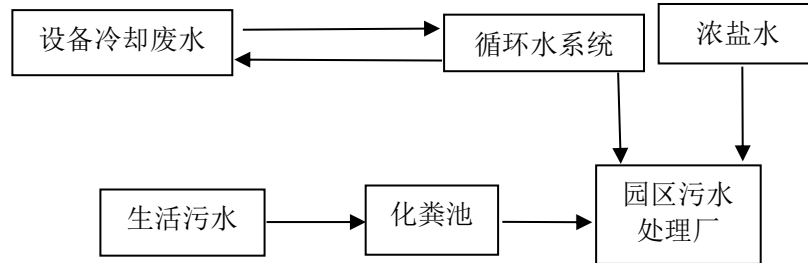 设备冷却废水
循环水系统
浓盐水
生活污水
化粪池
园区污水
处理厂